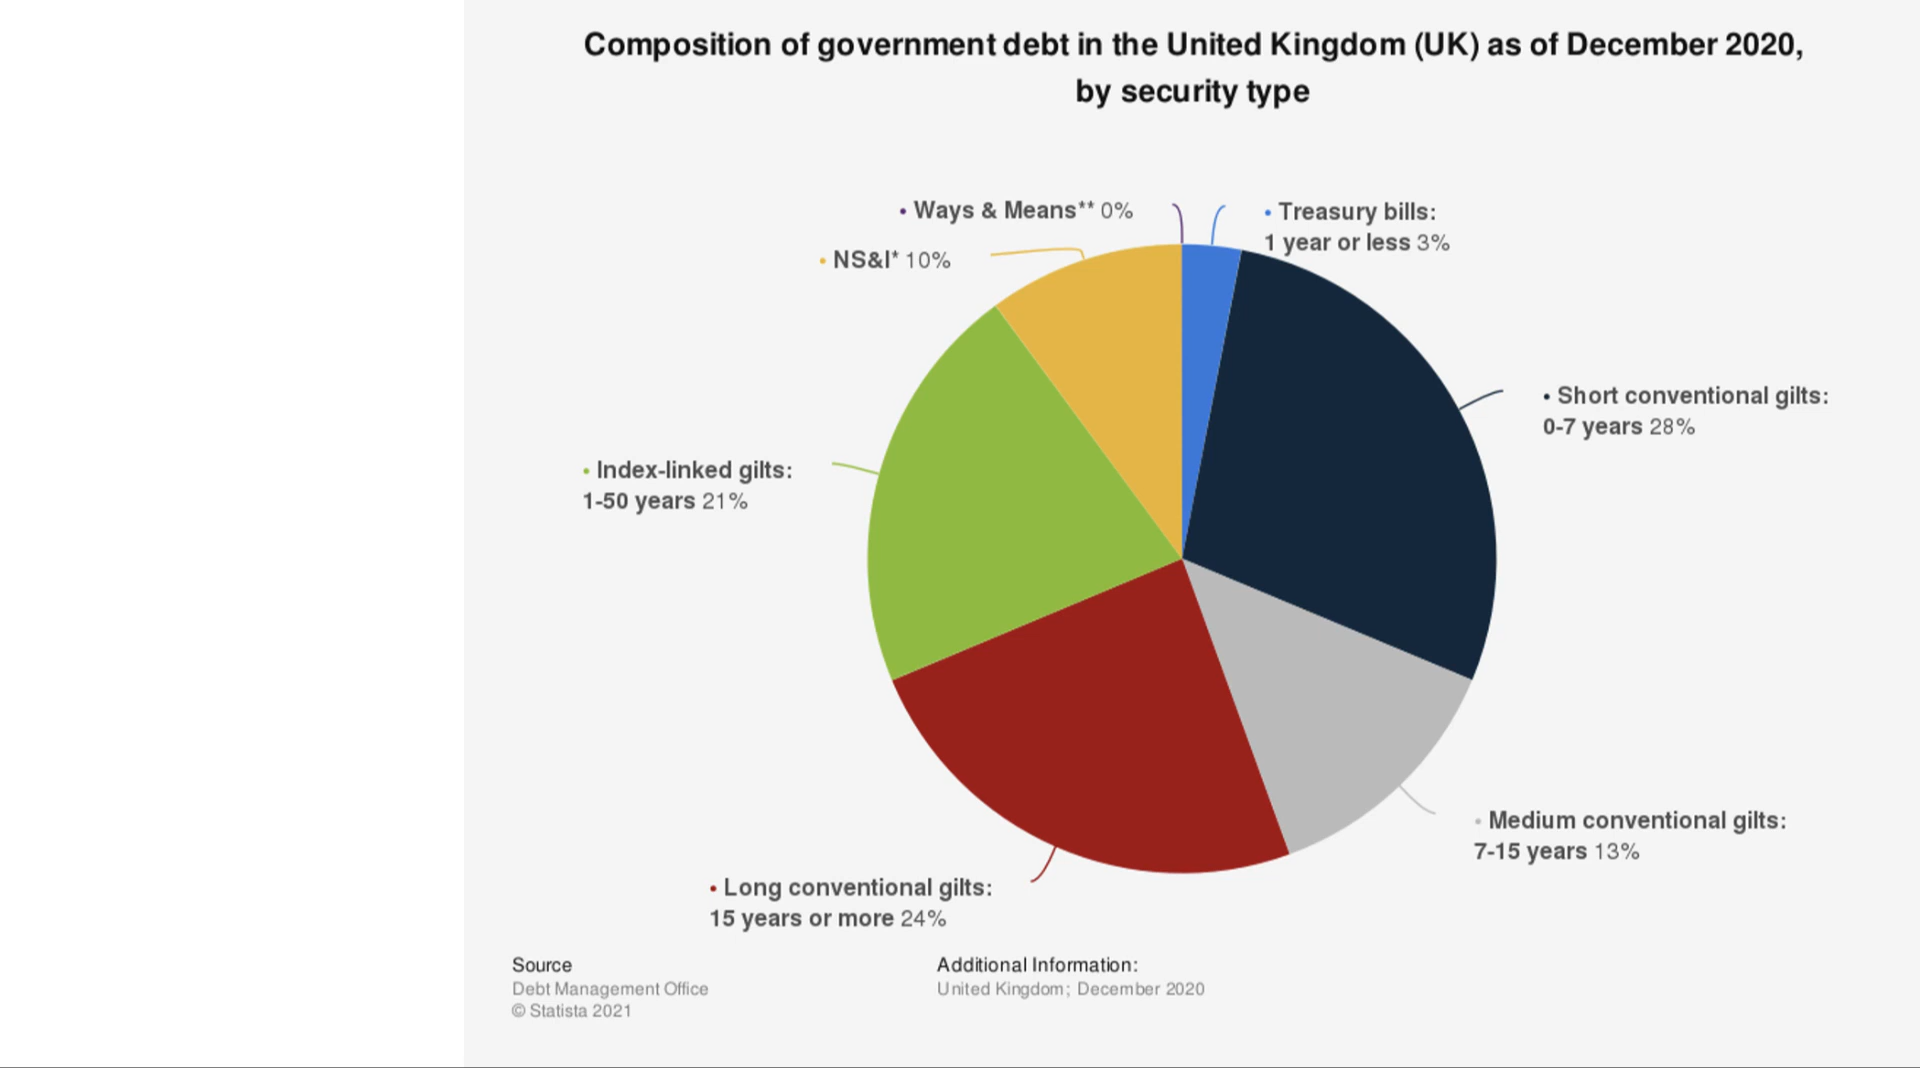 Composition of government debt in the United Kingdom (UK) as of December 2020,
by security type
• Ways & Means** 0%
• Treasury bills:
1 year or less 3%
• NS&I* 10%
• Short conventional gilts:
0-7 years 28%
• Index-linked gilts:
1-50 years 21%
• Medium conventional gilts:
7-15 years 13%
• Long conventional gilts:
15 years or more 24%
Source
Debt Management Office
© Statista 2021
Additional Information:
United Kingdom; December 2020